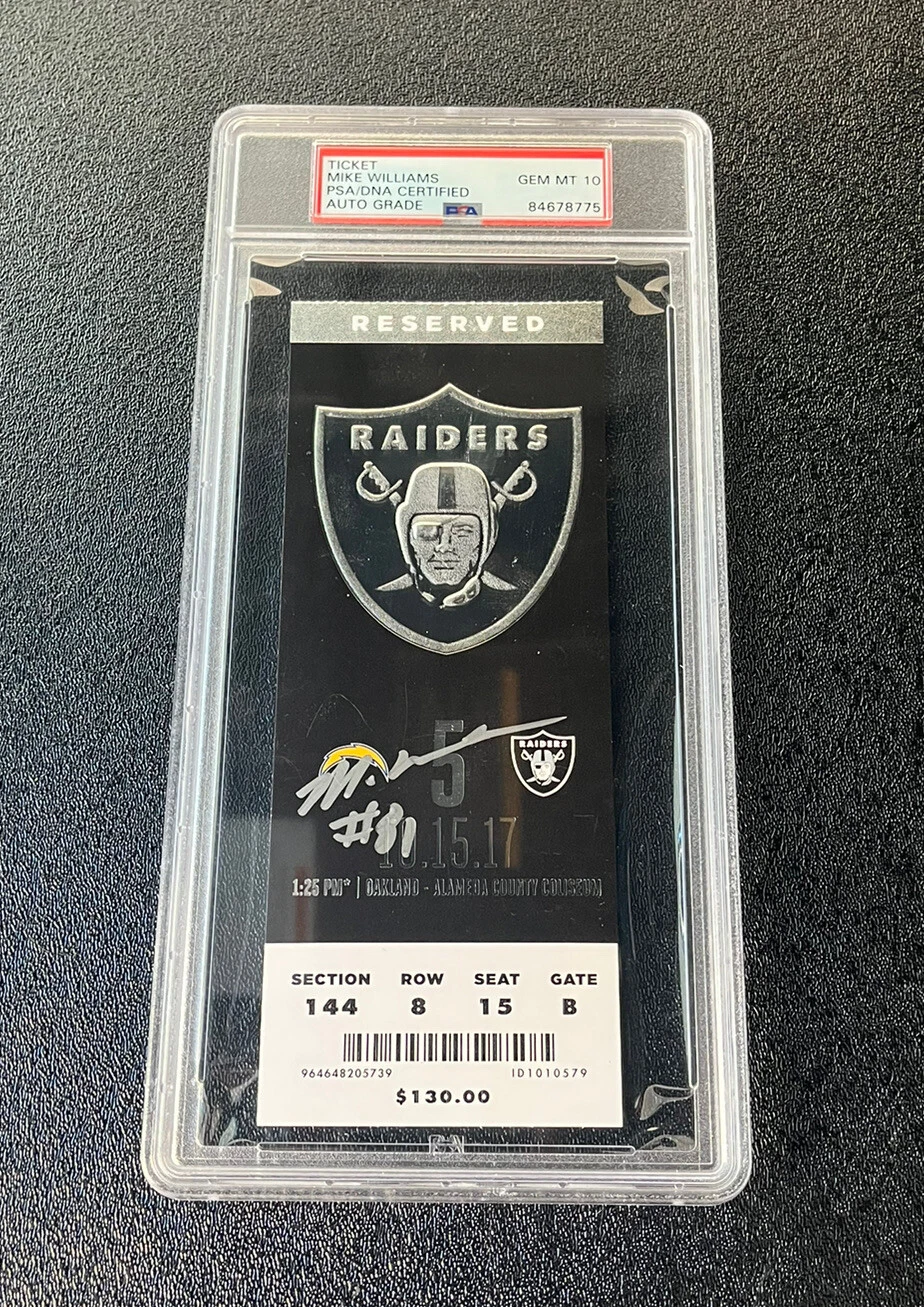 TICKET
MIKE WILLIAMS GEM MT 10
PSA/DNA CERTIFIED
AUTO GRADE PSA 84678775
RESERVED
RAIDERS
5
RAIDERS
M. 
#81
10.15.17
1:25 PM* | OAKLAND - ALAMEDA COUNTY COLISEUM
SECTION ROW SEAT GATE
144 8 15 B
964648205739 ID1010579
$130.00
PSA